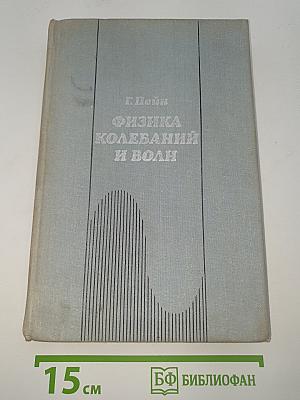 Г. Пейн
ФИЗИКА
КОЛЕБАНИЙ
И ВОЛН
15 см
БФ БИБЛИОФАН